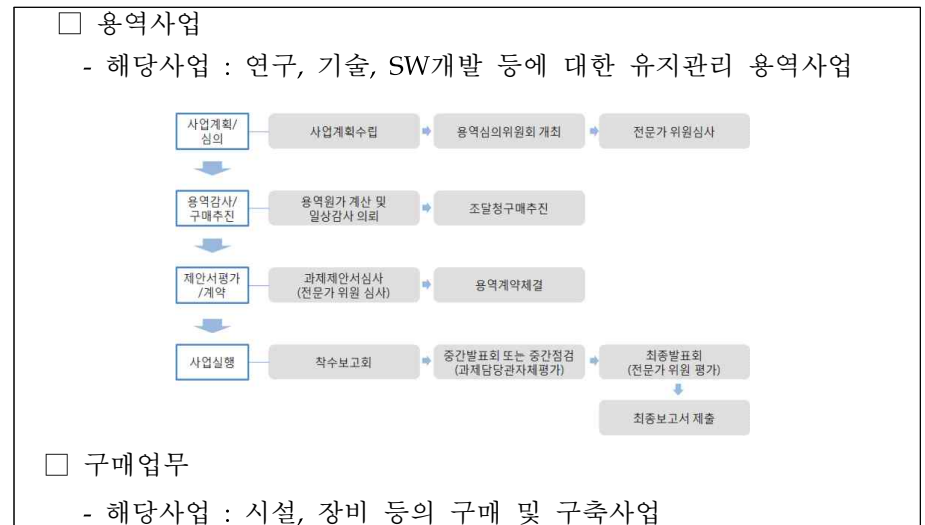 □ 용역사업
- 해당사업 : 연구, 기술, SW개발 등에 대한 유지관리 용역사업
사업계획/
심의
사업계획수립
용역심의위원회 개최
전문가 위원심사
용역감사/
구매추진
용역원가 계산 및
일상감사 의뢰
조달청구매추진
제안서평가
/계약
과제제안서심사
(전문가 위원 심사)
용역계약체결
사업실행
착수보고회
중간발표회 또는 중간점검
(과제담당관자체평가)
최종발표회
(전문가 위원 평가)
최종보고서 제출
□ 구매업무
- 해당사업 : 시설, 장비 등의 구매 및 구축사업